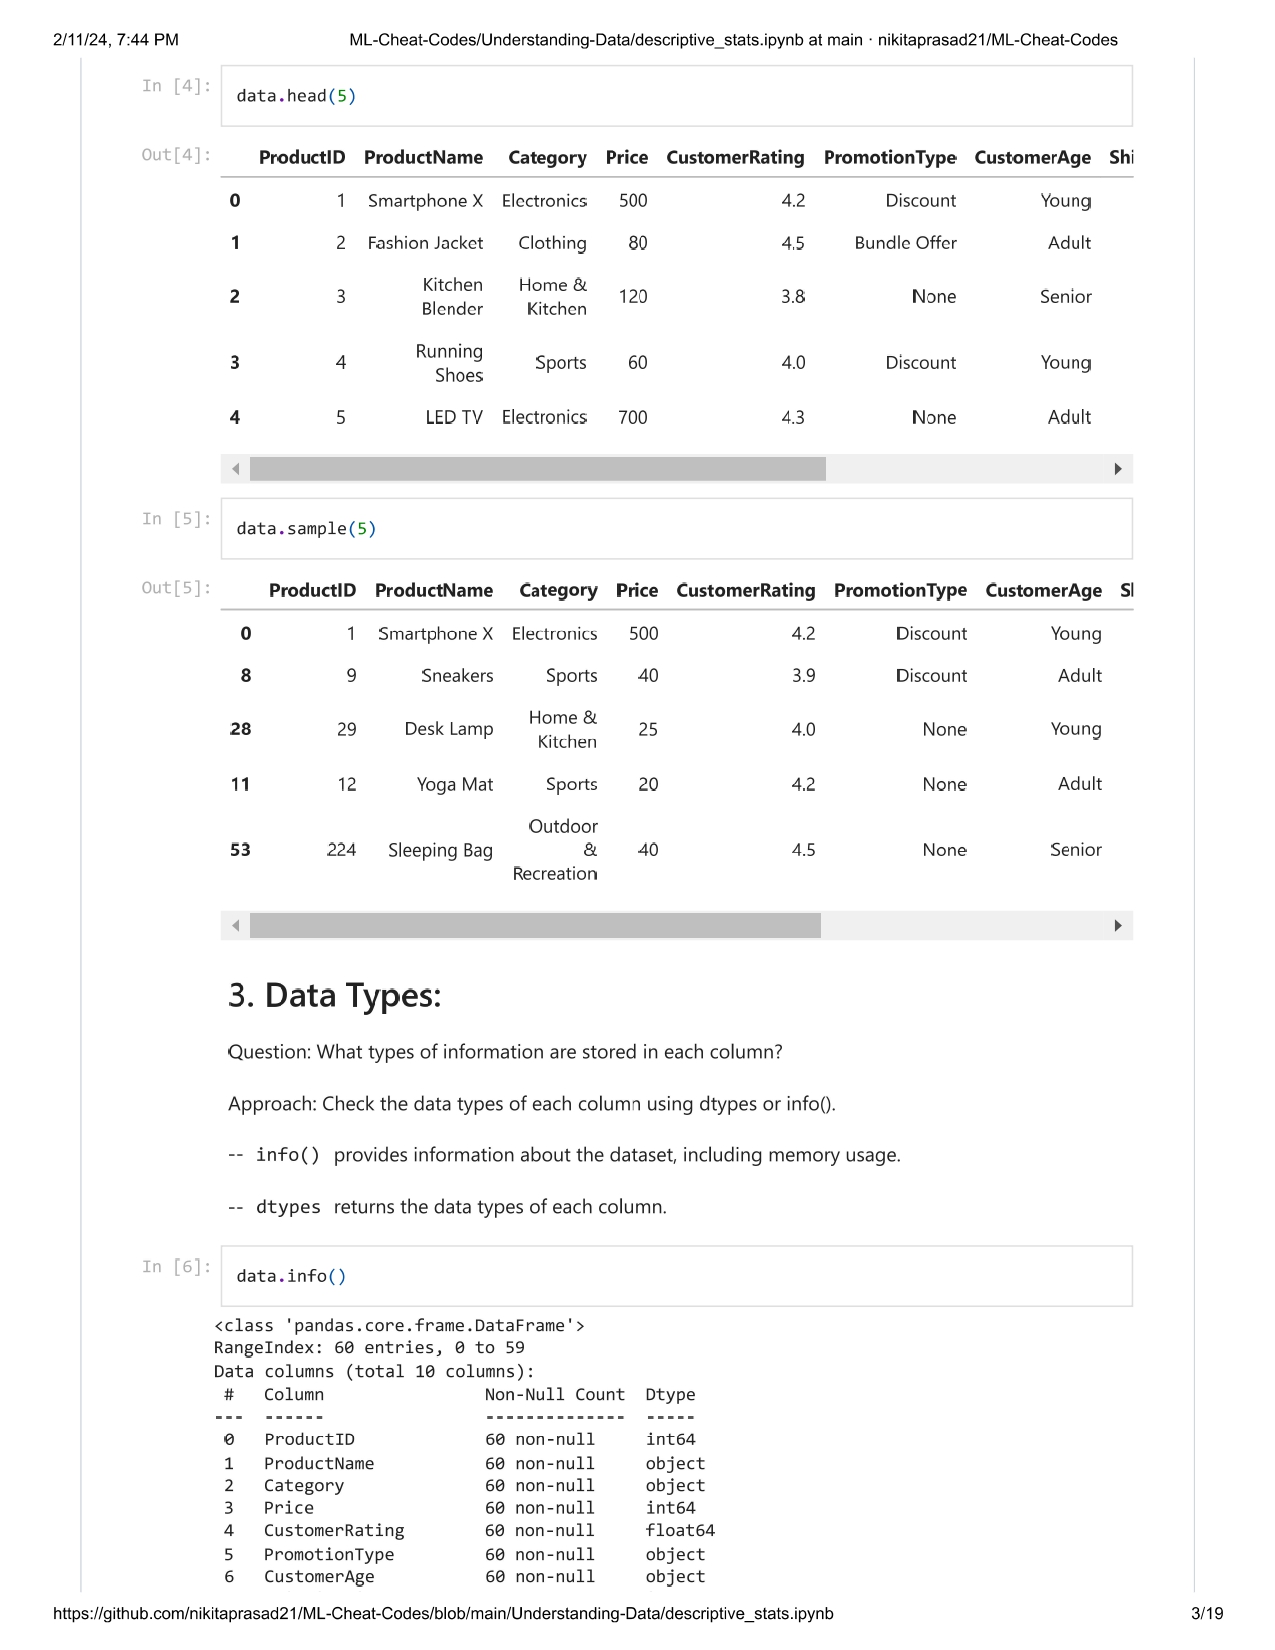 2/11/24, 7:44 PM ML-Cheat-Codes/Understanding-Data/descriptive_stats.ipynb at main · nikitaprasad21/ML-Cheat-Codes
In [4]: data.head(5)
Out[4]: ProductID ProductName Category Price CustomerRating PromotionType CustomerAge Shi
0 1 Smartphone X Electronics 500 4.2 Discount Young
1 2 Fashion Jacket Clothing 80 4.5 Bundle Offer Adult
2 3 Kitchen Blender Home & Kitchen 120 3.8 None Senior
3 4 Running Shoes Sports 60 4.0 Discount Young
4 5 LED TV Electronics 700 4.3 None Adult
In [5]: data.sample(5)
Out[5]: ProductID ProductName Category Price CustomerRating PromotionType CustomerAge Sl
0 1 Smartphone X Electronics 500 4.2 Discount Young
8 9 Sneakers Sports 40 3.9 Discount Adult
28 29 Desk Lamp Home & Kitchen 25 4.0 None Young
11 12 Yoga Mat Sports 20 4.2 None Adult
53 224 Sleeping Bag Outdoor & Recreation 40 4.5 None Senior
3. Data Types:
Question: What types of information are stored in each column?
Approach: Check the data types of each column using dtypes or info().
-- info() provides information about the dataset, including memory usage.
-- dtypes returns the data types of each column.
In [6]: data.info()
<class 'pandas.core.frame.DataFrame'>
RangeIndex: 60 entries, 0 to 59
Data columns (total 10 columns):
# Column Non-Null Count Dtype
--- ------ -------------- -----
0 ProductID 60 non-null int64
1 ProductName 60 non-null object
2 Category 60 non-null object
3 Price 60 non-null int64
4 CustomerRating 60 non-null float64
5 PromotionType 60 non-null object
6 CustomerAge 60 non-null object
https://github.com/nikitaprasad21/ML-Cheat-Codes/blob/main/Understanding-Data/descriptive_stats.ipynb 3/19